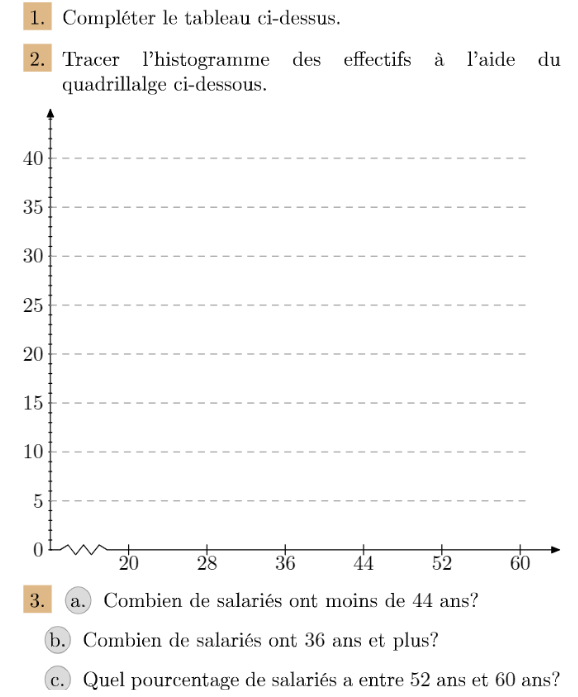 1. Compléter le tableau ci-dessus.
2. Tracer l'histogramme des effectifs à l'aide du
quadrillalge ci-dessous.
40
35
30
25
20
15
10
5
0
20 28 36 44 52 60
3. a. Combien de salariés ont moins de 44 ans?
b. Combien de salariés ont 36 ans et plus?
c. Quel pourcentage de salariés a entre 52 ans et 60 ans?